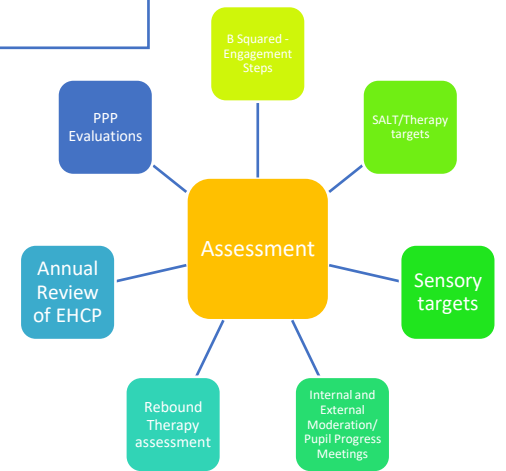 B Squared -
Engagement
Steps
PPP
Evaluations
SALT/Therapy
targets
Assessment
Annual
Review
of EHCP
Sensory
targets
Rebound
Therapy
assessment
Internal and
External
Moderation/
Pupil Progress
Meetings